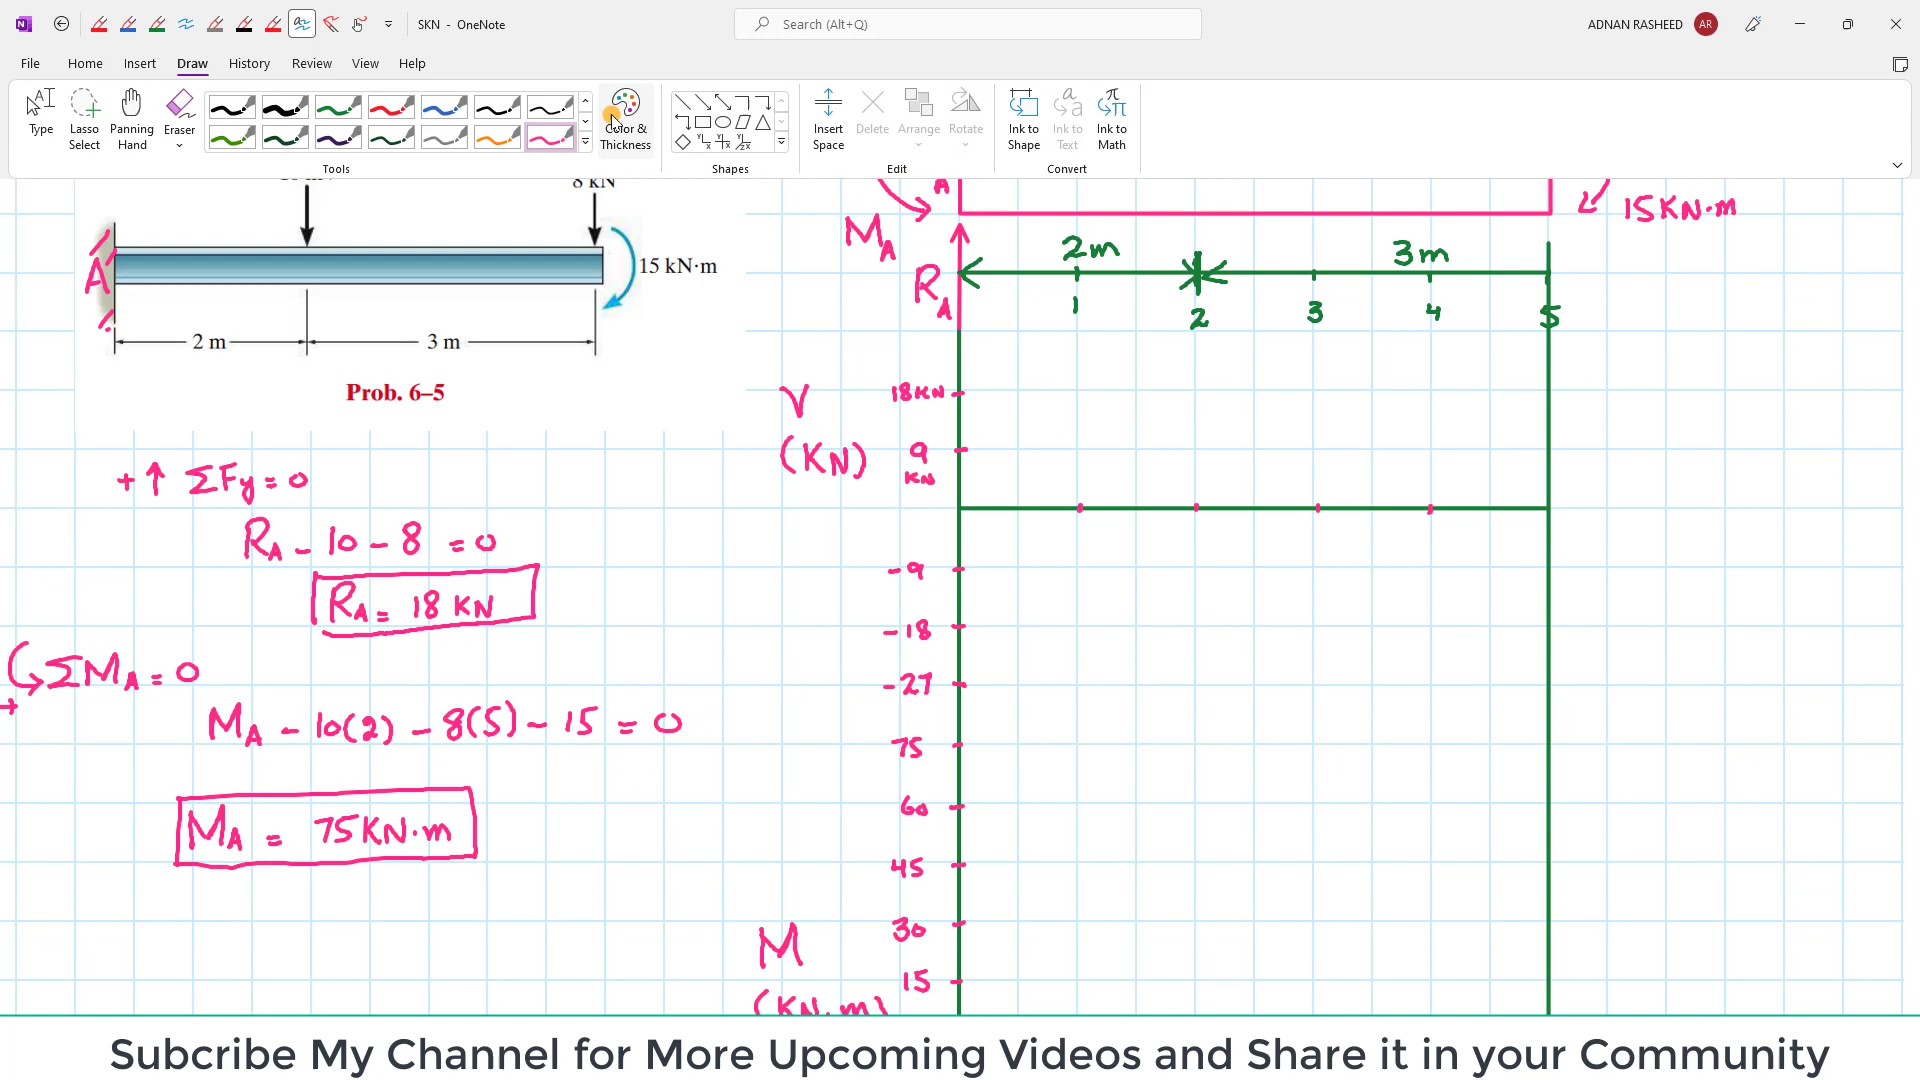 SKN - OneNote
Search (Alt+Q)
ADNAN RASHEED
AR
File Home Insert Draw History Review View Help
Type
Lasso Select
Panning Hand
Eraser
Color & Thickness
Insert Space
Delete
Arrange
Rotate
Ink to Shape
Ink to Text
Ink to Math
Tools
Shapes
Edit
Convert
8 kN
A
15 kN·m
2 m
3 m
Prob. 6–5
+ ↑ ΣFy = 0
RA - 10 - 8 = 0
RA = 18 KN
ΣMA = 0
+
MA - 10(2) - 8(5) - 15 = 0
MA = 75KN·m
A
15KN·m
MA
RA
2m
3m
1 2 3 4 5
V
(KN)
18KN
9
KN
-9
-18
-27
75
60
45
30
15
M
(KN.m)
Subcribe My Channel for More Upcoming Videos and Share it in your Community